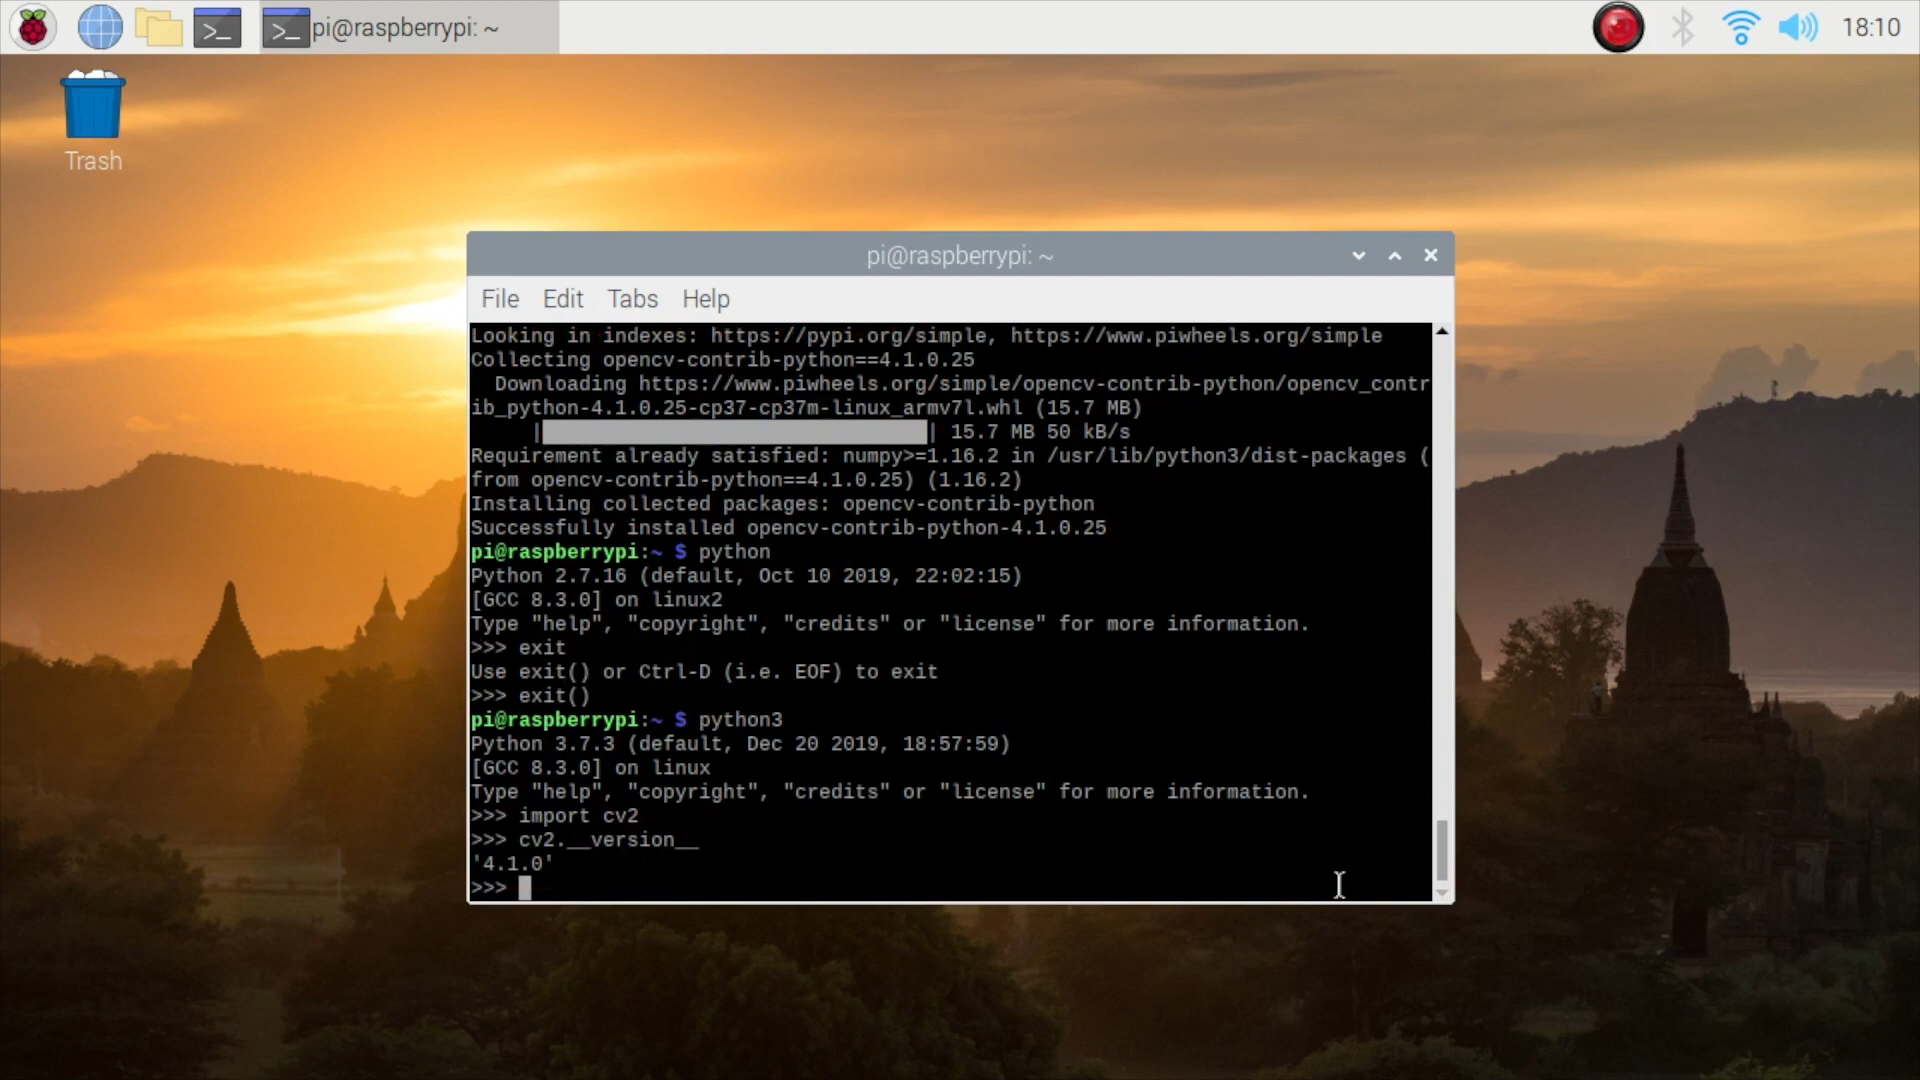 pi@raspberrypi: ~
18:10
Trash
pi@raspberrypi: ~
File Edit Tabs Help
Looking in indexes: https://pypi.org/simple, https://www.piwheels.org/simple
Collecting opencv-contrib-python==4.1.0.25
  Downloading https://www.piwheels.org/simple/opencv-contrib-python/opencv_contr
ib_python-4.1.0.25-cp37-cp37m-linux_armv7l.whl (15.7 MB)
| | 15.7 MB 50 kB/s
Requirement already satisfied: numpy>=1.16.2 in /usr/lib/python3/dist-packages (
from opencv-contrib-python==4.1.0.25) (1.16.2)
Installing collected packages: opencv-contrib-python
Successfully installed opencv-contrib-python-4.1.0.25
pi@raspberrypi:~ $ python
Python 2.7.16 (default, Oct 10 2019, 22:02:15)
[GCC 8.3.0] on linux2
Type "help", "copyright", "credits" or "license" for more information.
>>> exit
Use exit() or Ctrl-D (i.e. EOF) to exit
>>> exit()
pi@raspberrypi:~ $ python3
Python 3.7.3 (default, Dec 20 2019, 18:57:59)
[GCC 8.3.0] on linux
Type "help", "copyright", "credits" or "license" for more information.
>>> import cv2
>>> cv2.__version__
'4.1.0'
>>>